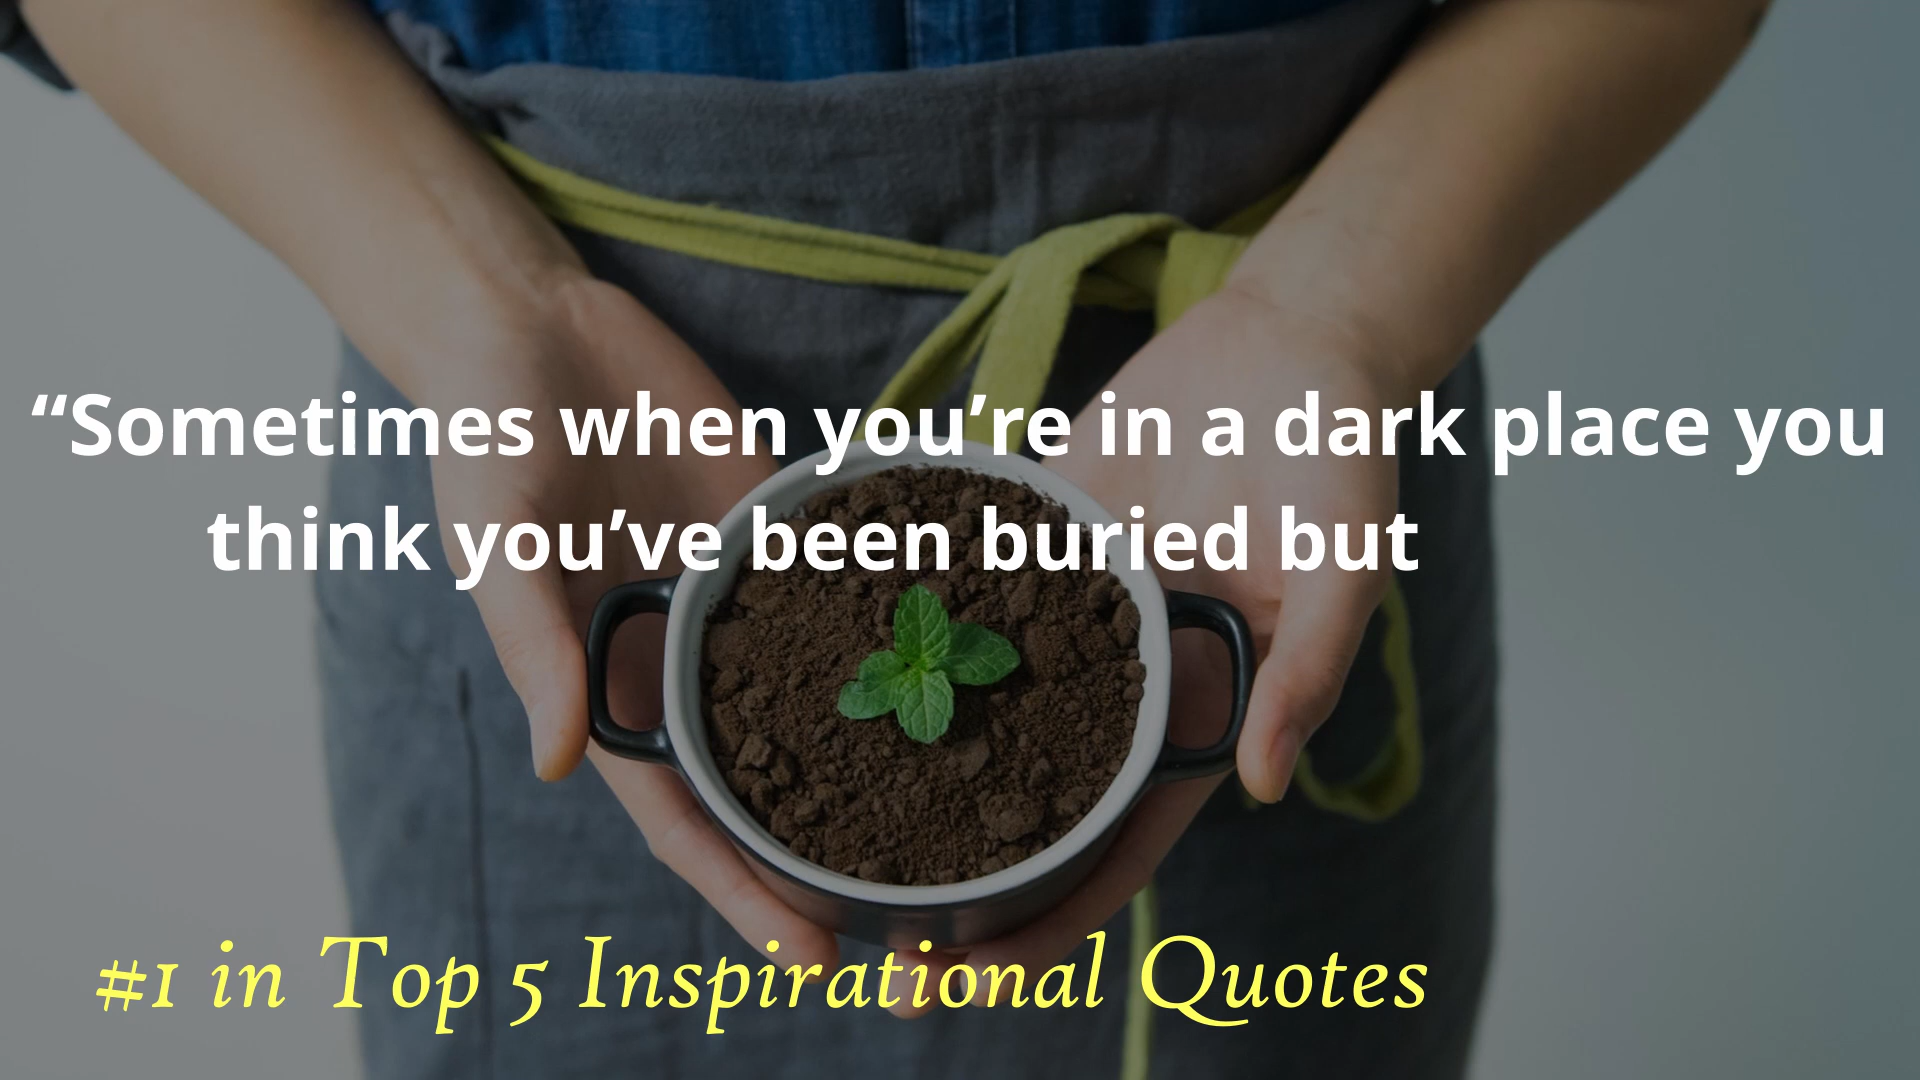 “Sometimes when you’re in a dark place you
think you’ve been buried but
#1 in Top 5 Inspirational Quotes